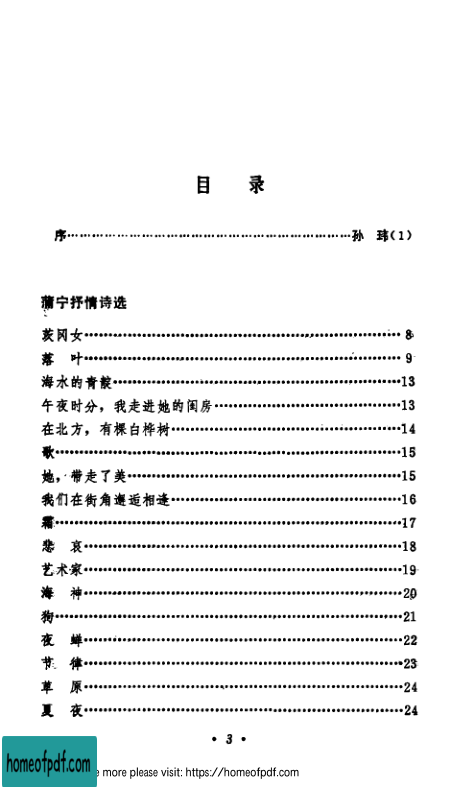 目 录
序……………………………………………………孙 玮(1)
蒲宁抒情诗选
茨冈女……………………………………………… 8
落 叶……………………………………………… 9
海水的青靛…………………………………………13
午夜时分，我走进她的闺房………………………13
在北方，有棵白桦树………………………………14
歌……………………………………………………15
她，带走了美………………………………………15
我们在街角邂逅相逢………………………………16
霜……………………………………………………17
悲 哀………………………………………………18
艺术家………………………………………………19
海 神………………………………………………20
狗……………………………………………………21
夜 蝉………………………………………………22
节 律………………………………………………23
草 原………………………………………………24
夏 夜………………………………………………24
• 3 •
homeofpdf.com
more please visit: https://homeofpdf.com